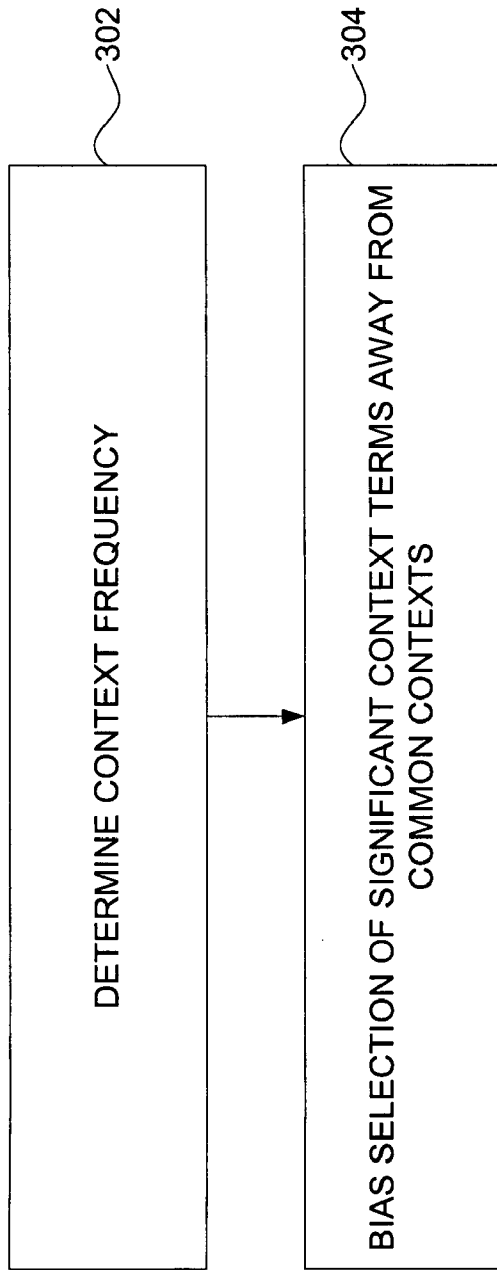 DETERMINE CONTEXT FREQUENCY
302
BIAS SELECTION OF SIGNIFICANT CONTEXT TERMS AWAY FROM
COMMON CONTEXTS
304